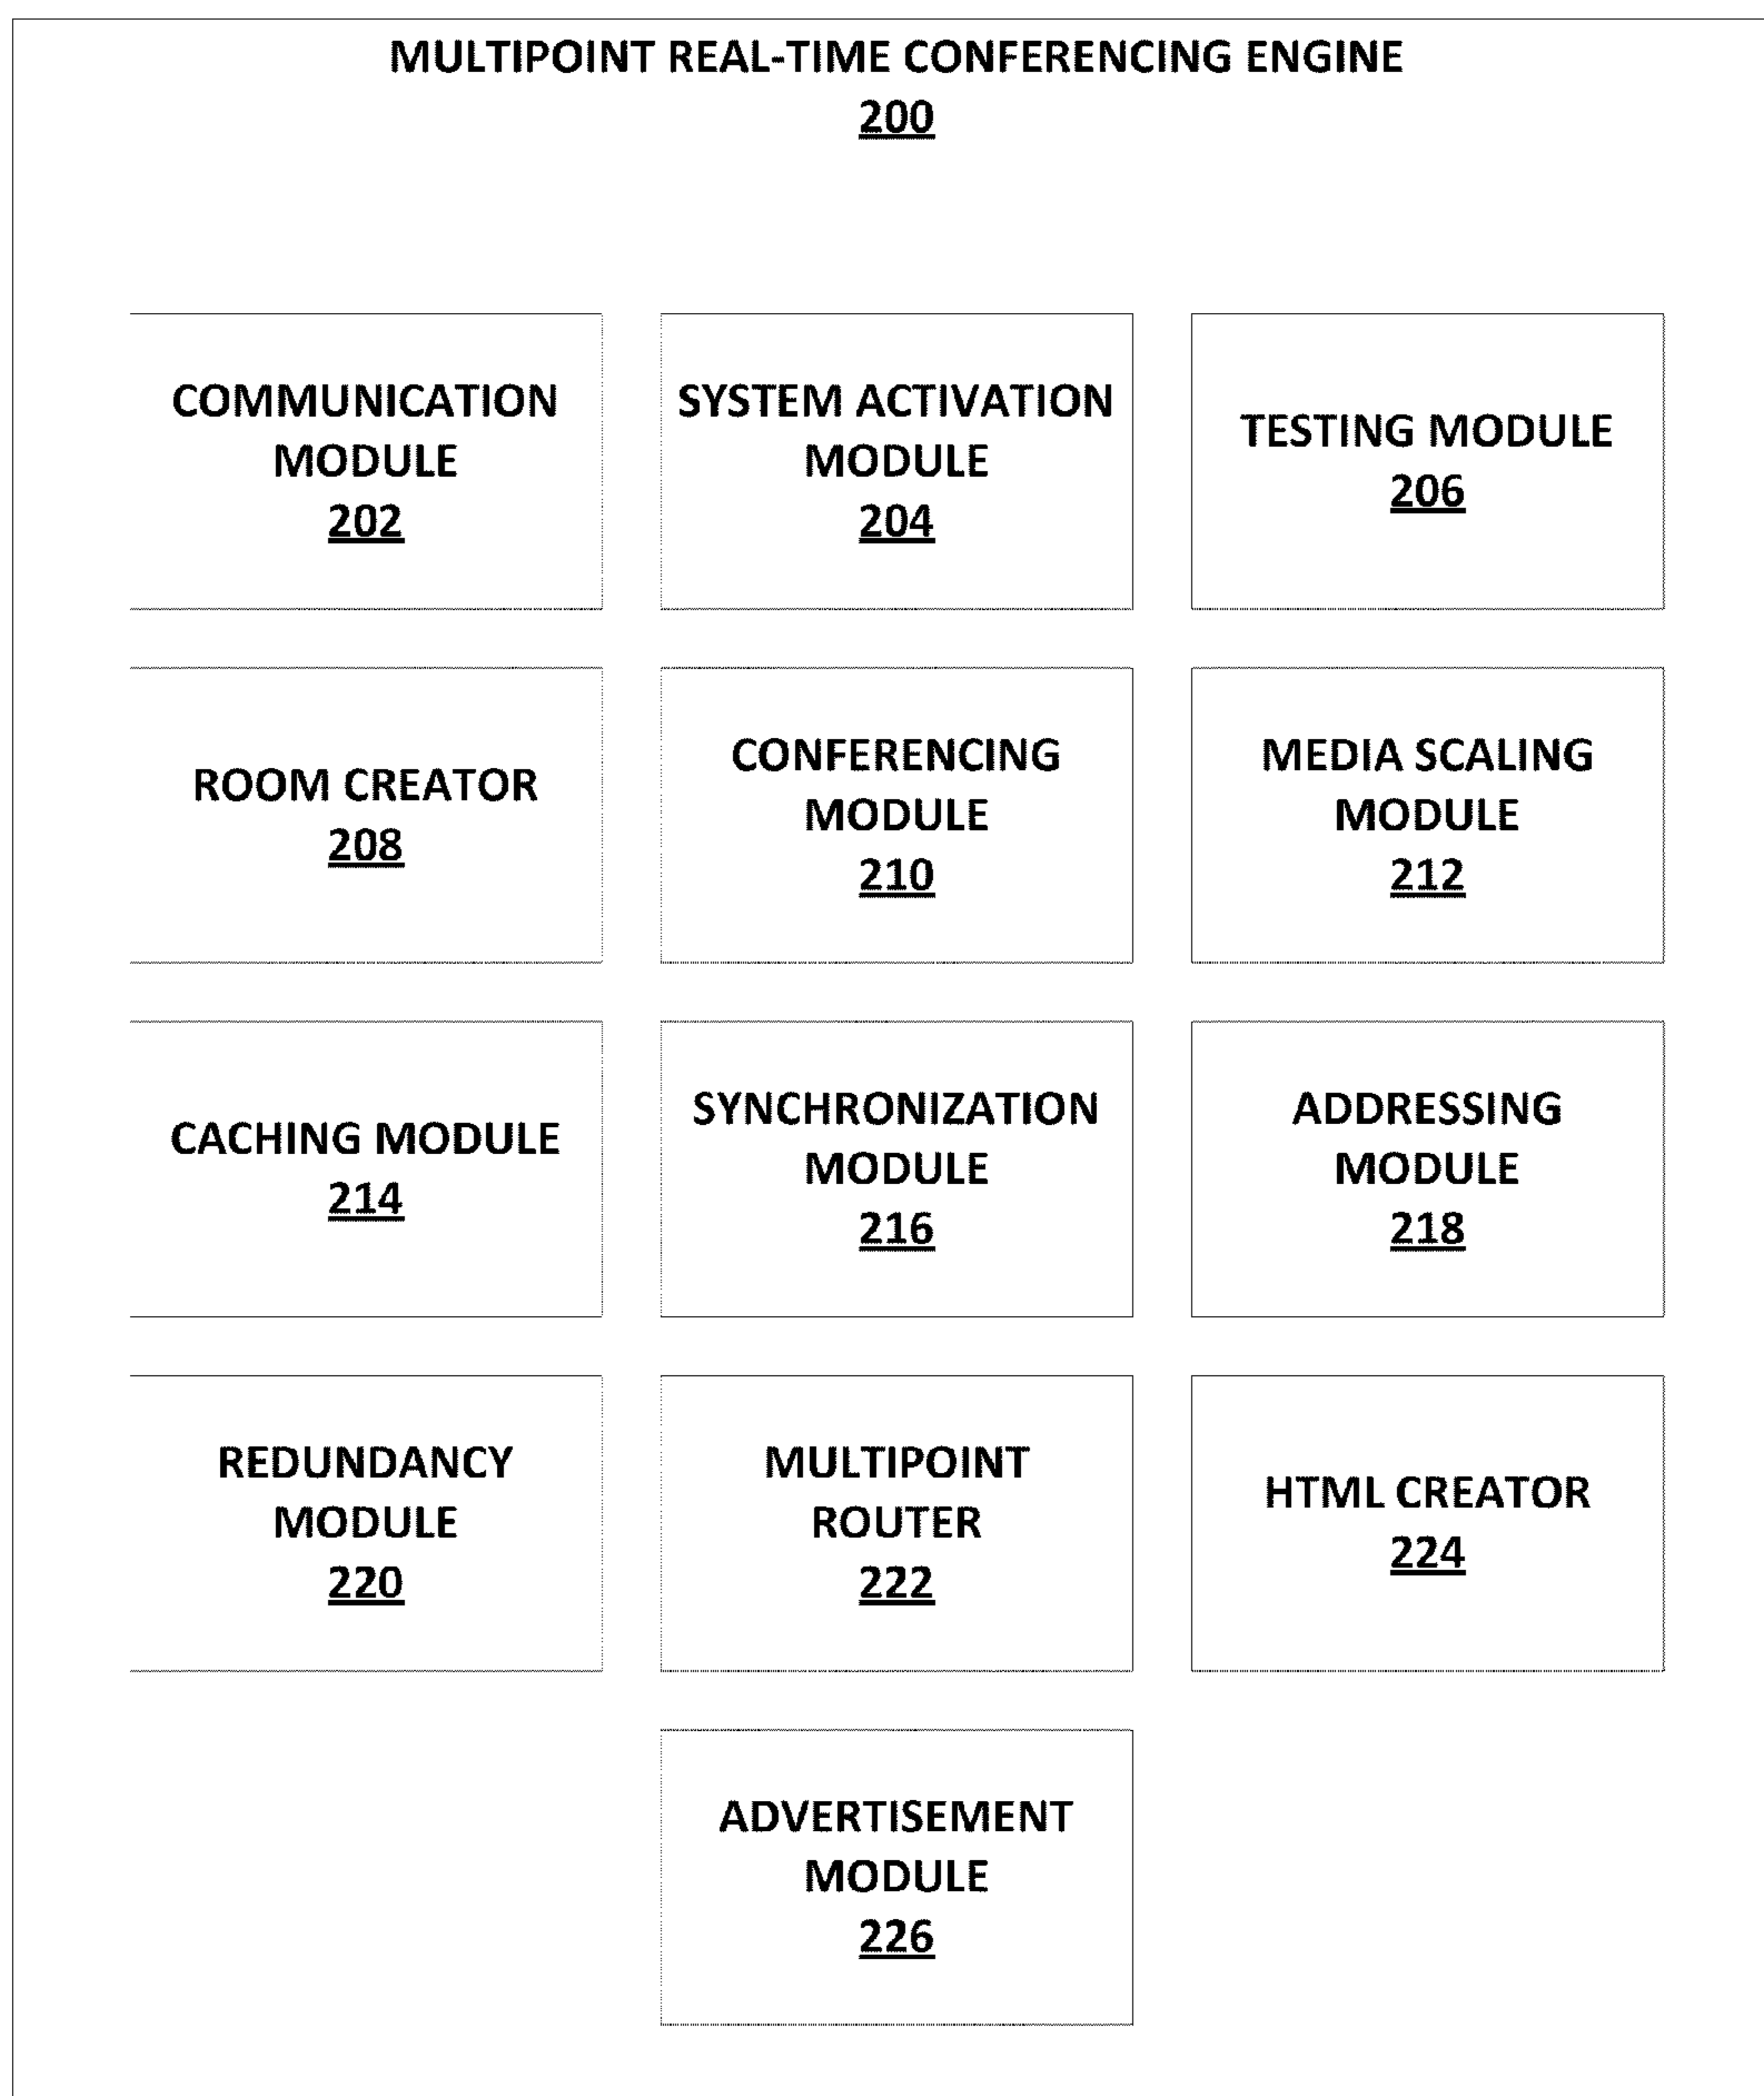 MULTIPOINT REAL-TIME CONFERENCING ENGINE
200
COMMUNICATION
MODULE
202
SYSTEM ACTIVATION
MODULE
204
TESTING MODULE
206
ROOM CREATOR
208
CONFERENCING
MODULE
210
MEDIA SCALING
MODULE
212
CACHING MODULE
214
SYNCHRONIZATION
MODULE
216
ADDRESSING
MODULE
218
REDUNDANCY
MODULE
220
MULTIPOINT
ROUTER
222
HTML CREATOR
224
ADVERTISEMENT
MODULE
226